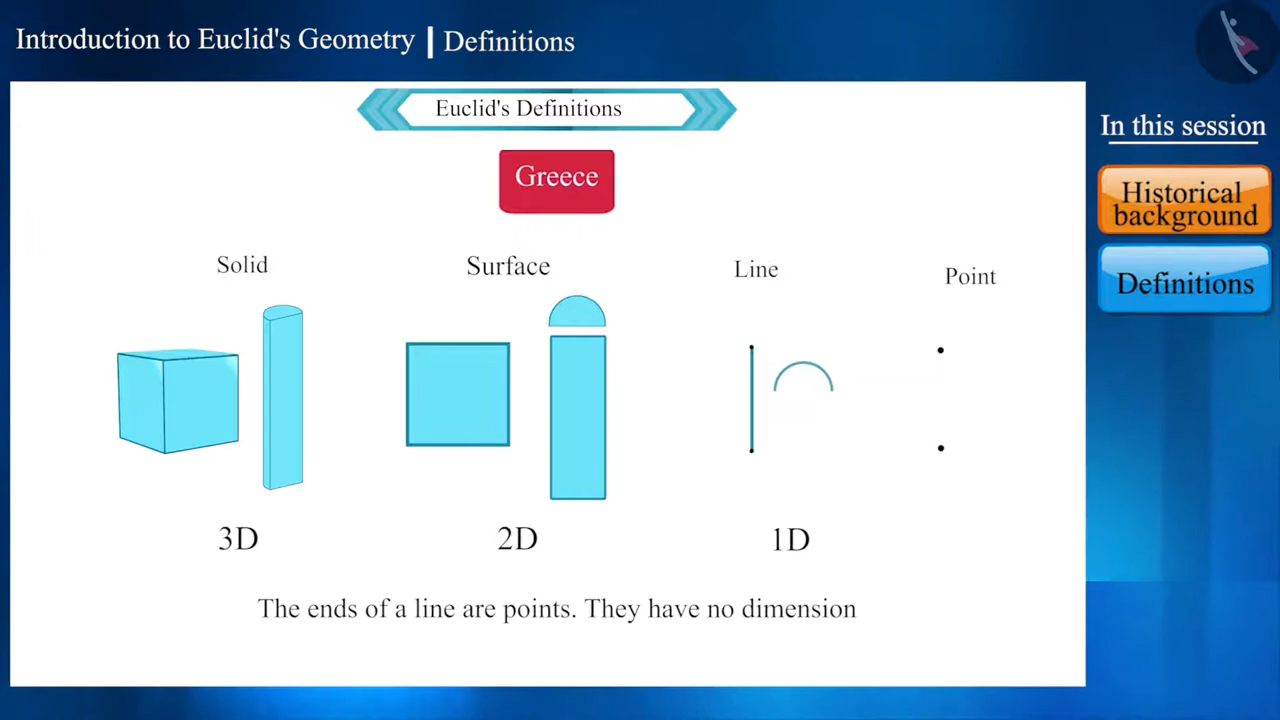 Introduction to Euclid's Geometry | Definitions
Euclid's Definitions
Greece
In this session
Historical
background
Definitions
Solid
Surface
Line
Point
3D
2D
1D
The ends of a line are points. They have no dimension